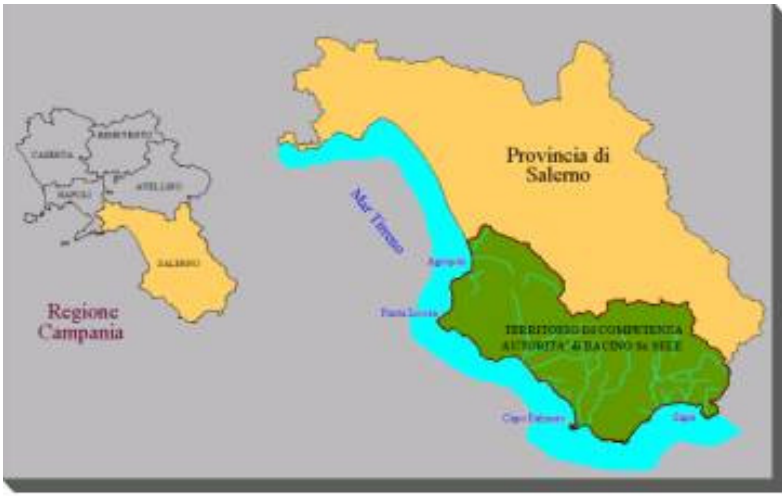 BENEVENTO
CASERTA
NAPOLI
AVELLINO
SALERNO
Regione
Campania
Provincia di
Salerno
Mar Tirreno
Agropoli
Punta Licosa
TERRITORIO DI COMPETENZA
AUTORITA' di BACINO Sx SELE
Capo Palinuro
Sapri